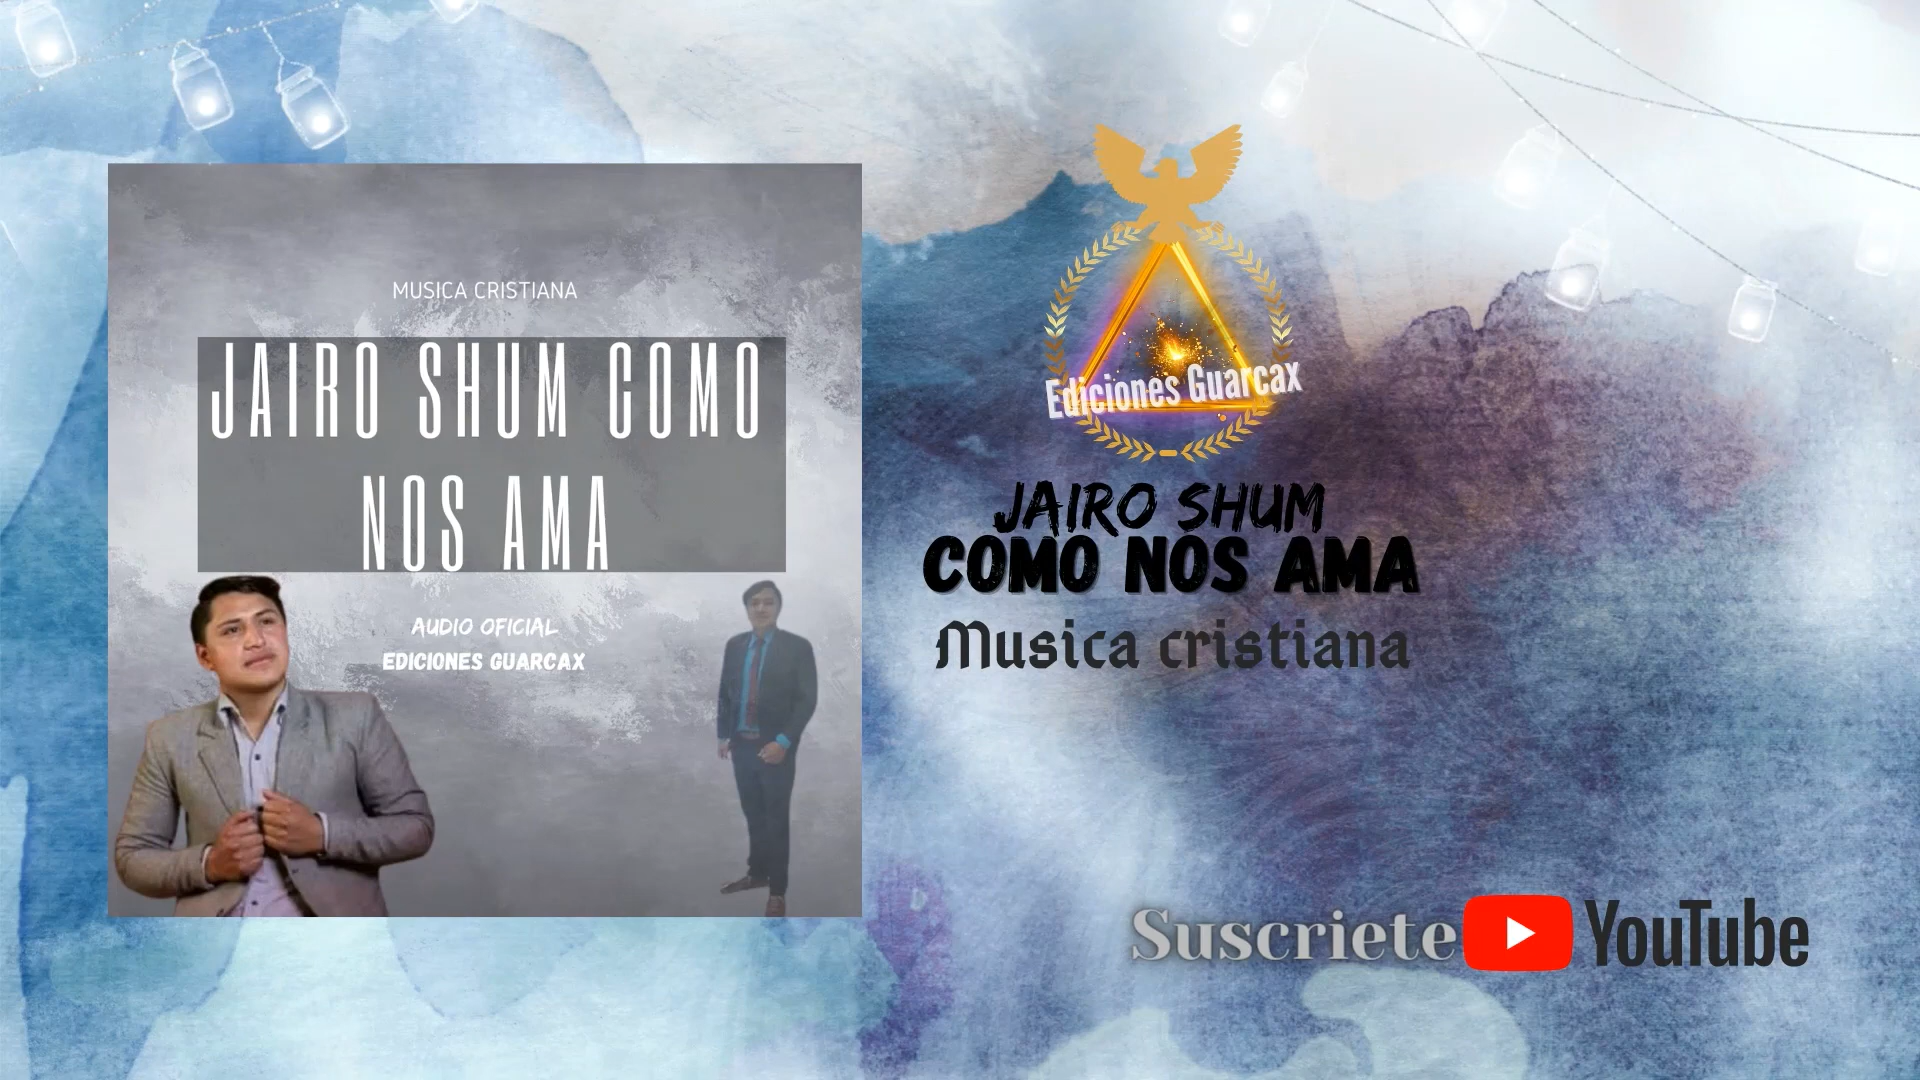 MUSICA CRISTIANA
JAIRO SHUM COMO
NOS AMA
AUDIO OFICIAL
EDICIONES GUARCAX
Ediciones Guarcax
JAIRO SHUM
COMO NOS AMA
Musica cristiana
Suscriete YouTube